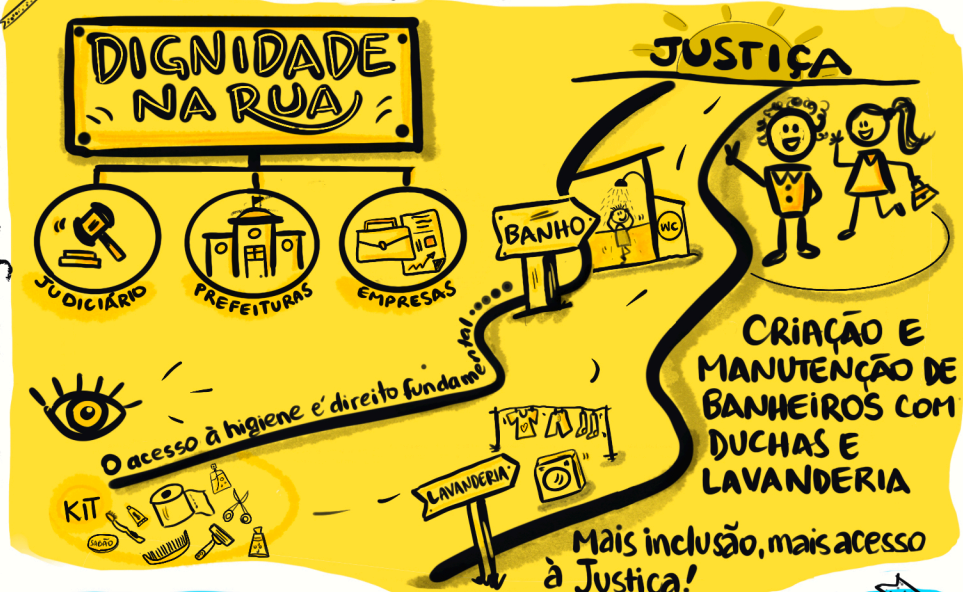 DIGNIDADE
NA RUA
JUDICIÁRIO
PREFEITURAS
EMPRESAS
JUSTIÇA
BANHO
WC
O acesso à higiene é direito fundamental.....
KIT
SABÃO
LAVANDERIA
CRIAÇÃO E
MANUTENÇÃO DE
BANHEIROS COM
DUCHAS E
LAVANDERIA
Mais inclusão, mais acesso
à Justiça!